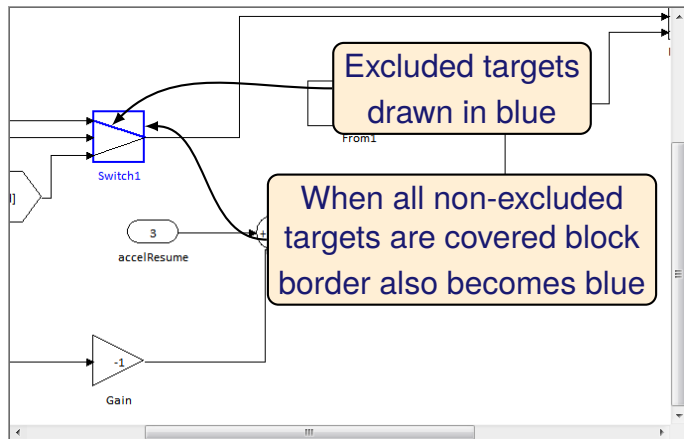 Excluded targets
drawn in blue
From1
Switch1
When all non-excluded
targets are covered block
border also becomes blue
3
accelResume
-1
Gain